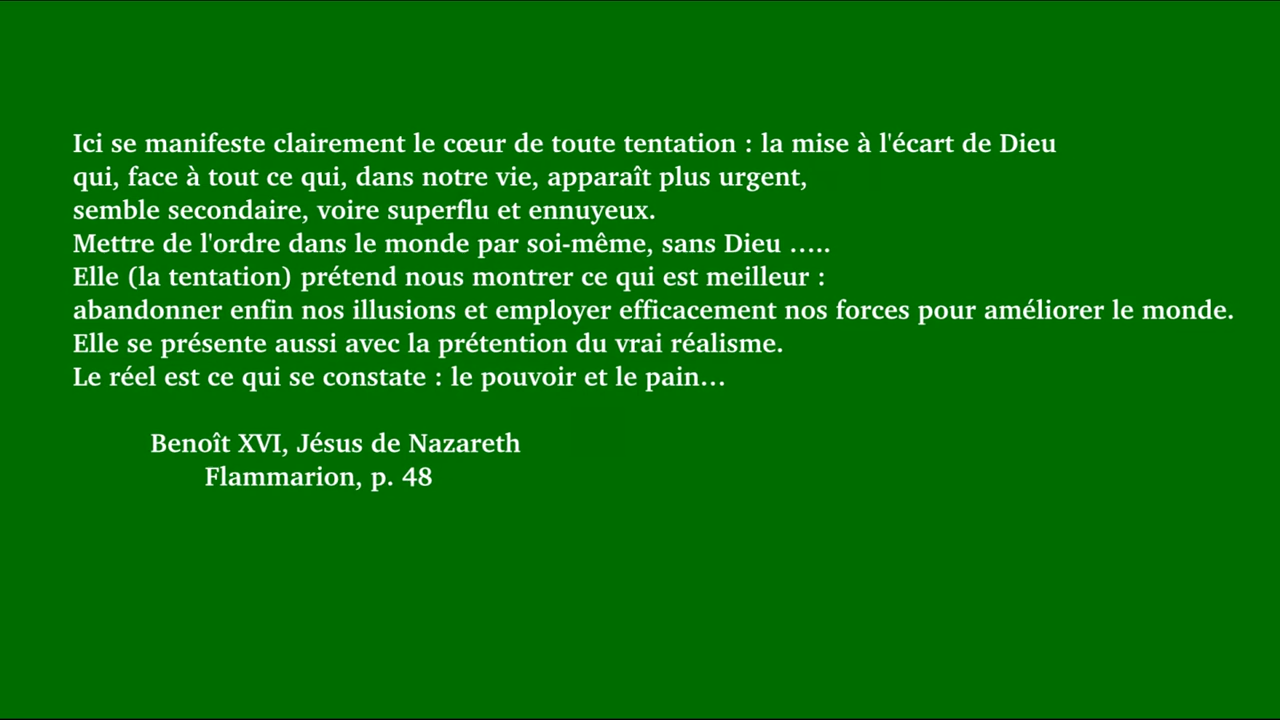 Ici se manifeste clairement le cœur de toute tentation : la mise à l'écart de Dieu
qui, face à tout ce qui, dans notre vie, apparaît plus urgent,
semble secondaire, voire superflu et ennuyeux.
Mettre de l'ordre dans le monde par soi-même, sans Dieu …..
Elle (la tentation) prétend nous montrer ce qui est meilleur :
abandonner enfin nos illusions et employer efficacement nos forces pour améliorer le monde.
Elle se présente aussi avec la prétention du vrai réalisme.
Le réel est ce qui se constate : le pouvoir et le pain…
Benoît XVI, Jésus de Nazareth
Flammarion, p. 48